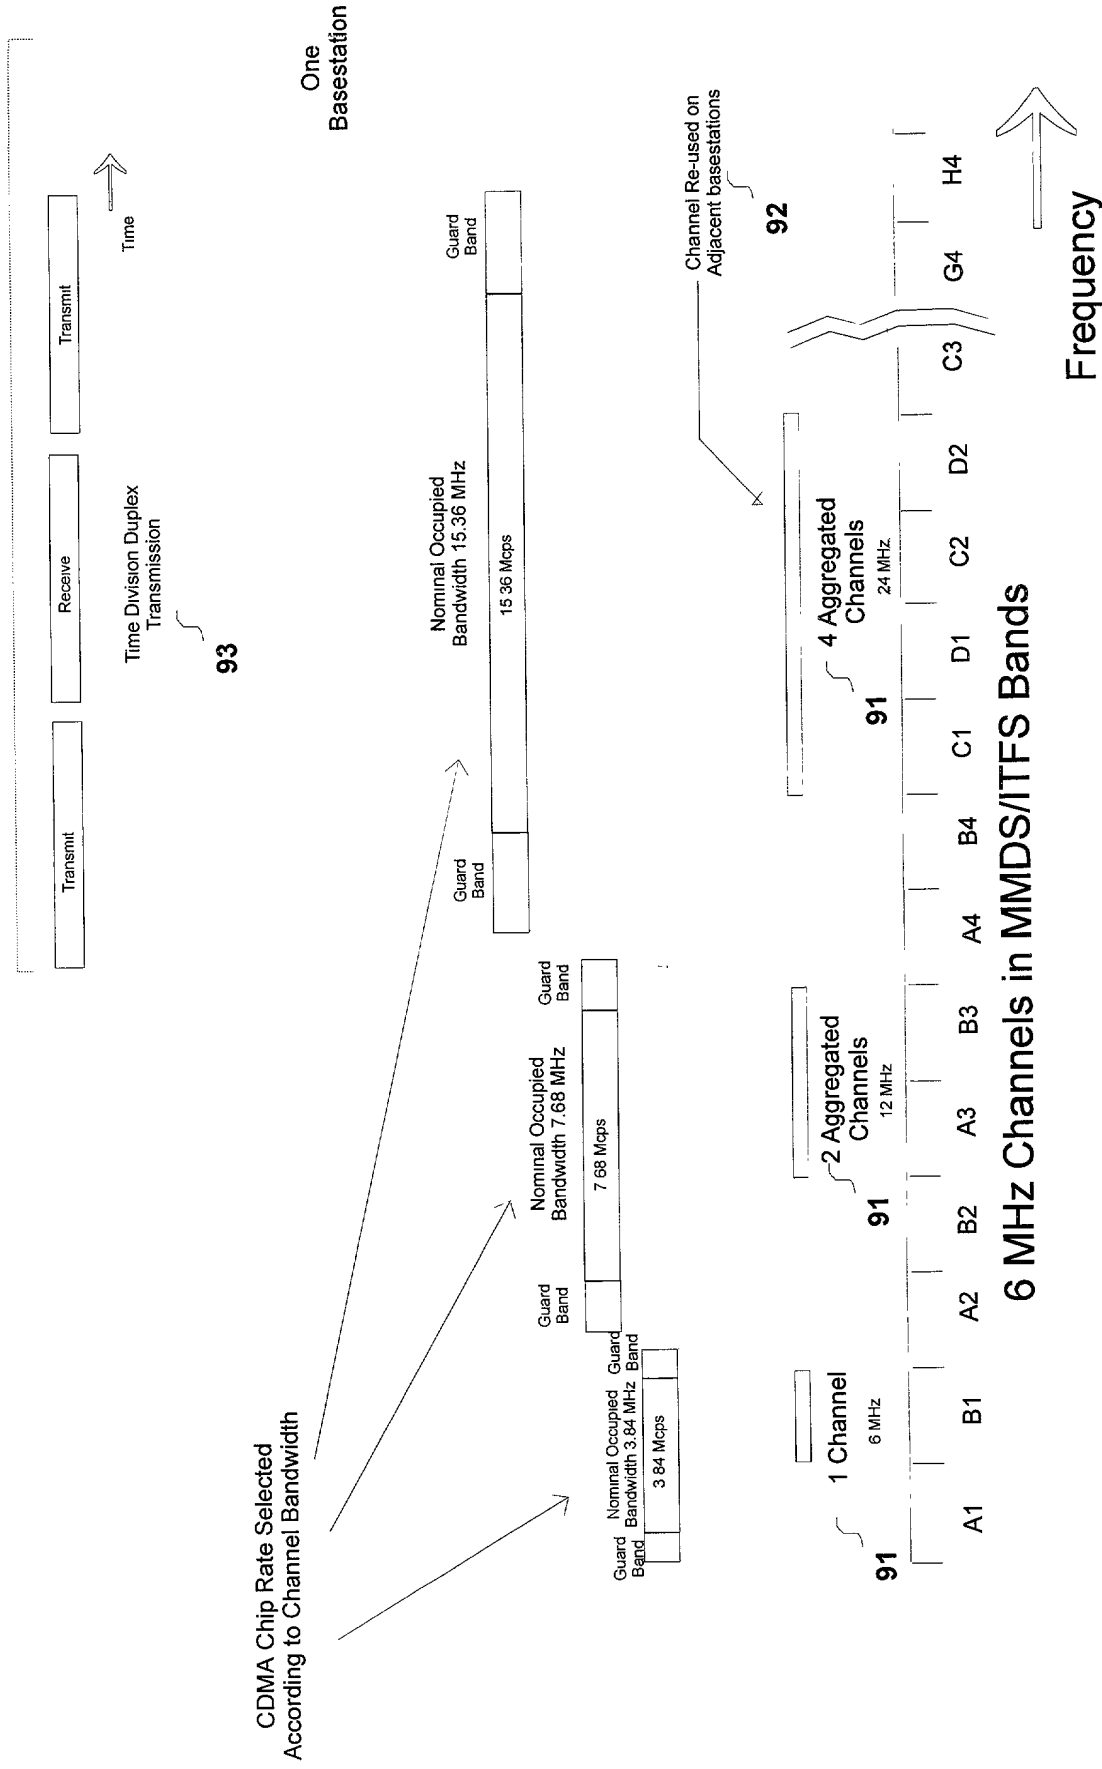 Transmit
Receive
Transmit
Time
Time Division Duplex
Transmission
93
One
Basestation
CDMA Chip Rate Selected
According to Channel Bandwidth
Guard
Band
Nominal Occupied
Bandwidth 15.36 MHz
Guard
Band
15 36 Mcps
Guard
Band
Nominal Occupied
Bandwidth 7.68 MHz
Guard
Band
7 68 Mcps
Guard
Band
Nominal Occupied
Bandwidth 3.84 MHz
Guard
Band
3 84 Mcps
Channel Re-used on
Adjacent basestations
92
1 Channel
6 MHz
91
2 Aggregated
Channels
12 MHz
91
4 Aggregated
Channels
24 MHz
91
A1 B1 A2 B2 A3 B3 A4 B4 C1 D1 C2 D2 C3 G4 H4
6 MHz Channels in MMDS/ITFS Bands
Frequency